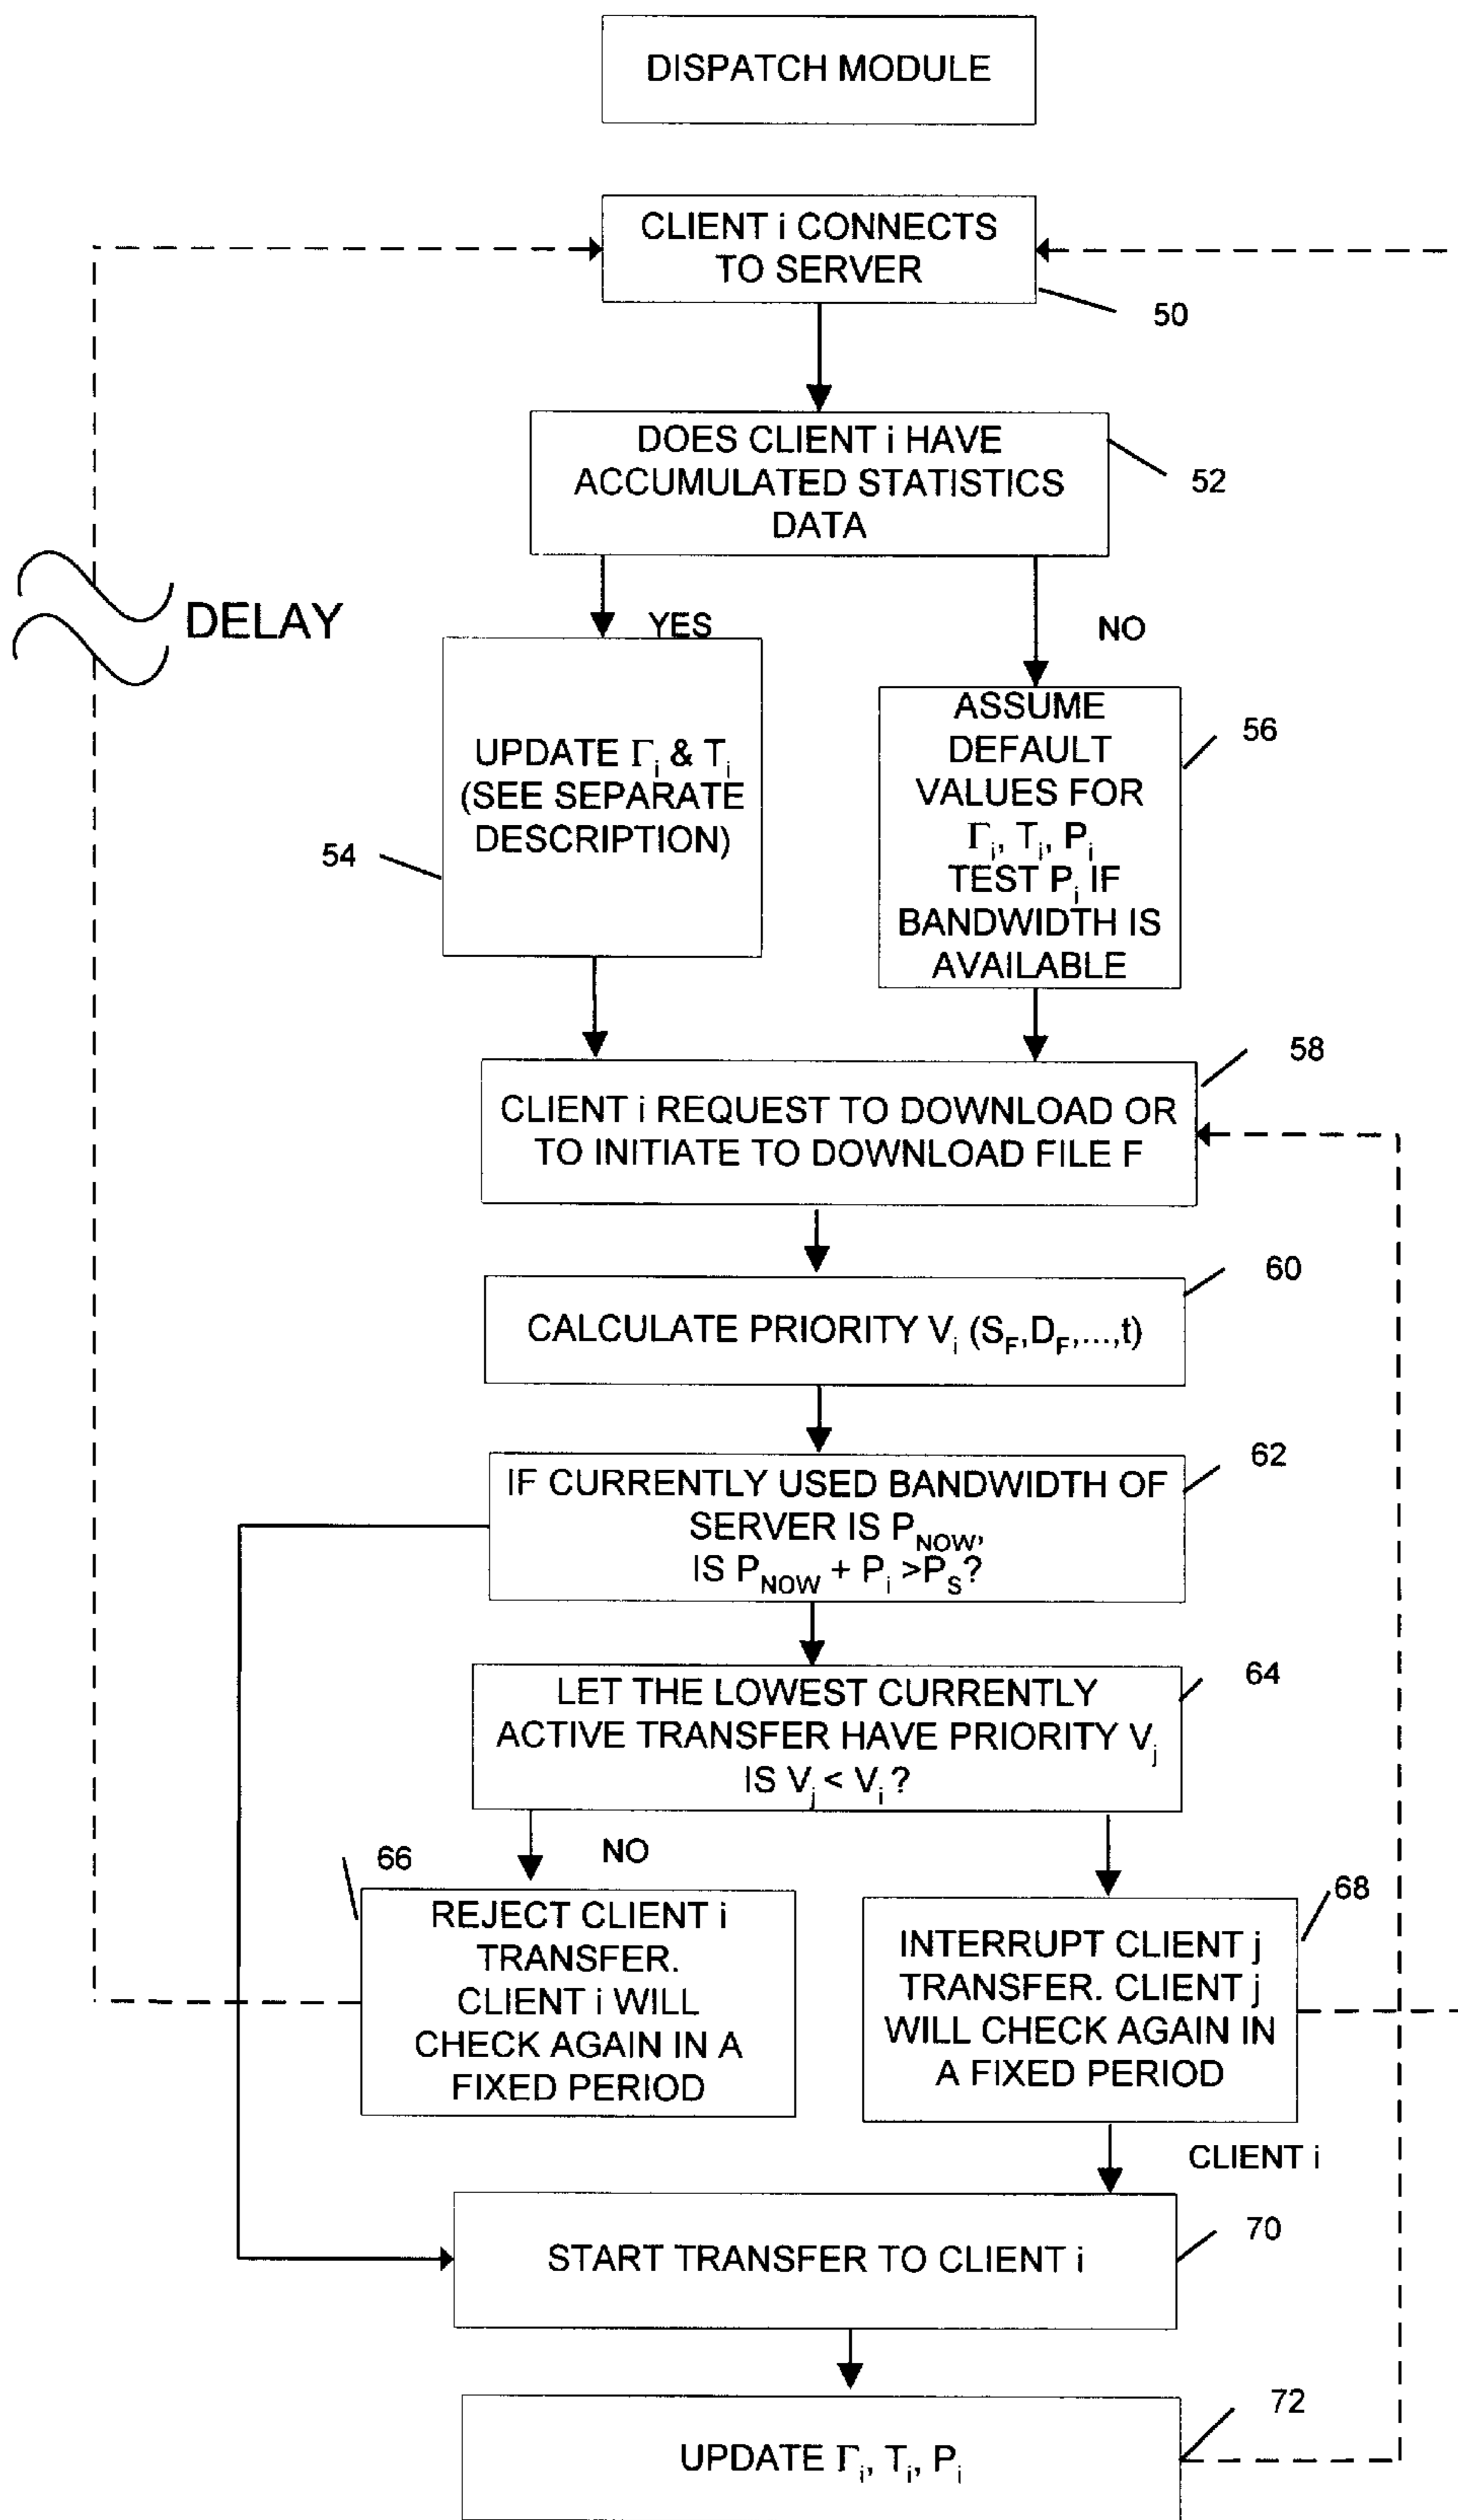 DISPATCH MODULE
CLIENT i CONNECTS
TO SERVER
50
DOES CLIENT i HAVE
ACCUMULATED STATISTICS
DATA
52
DELAY
YES
NO
UPDATE Γi & Ti
(SEE SEPARATE
DESCRIPTION)
54
ASSUME
DEFAULT
VALUES FOR
Γi, Ti, Pi
TEST Pi IF
BANDWIDTH IS
AVAILABLE
56
58
CLIENT i REQUEST TO DOWNLOAD OR
TO INITIATE TO DOWNLOAD FILE F
60
CALCULATE PRIORITY Vi (SF,DF,...,t)
62
IF CURRENTLY USED BANDWIDTH OF
SERVER IS PNOW,
IS PNOW + Pi >PS?
64
LET THE LOWEST CURRENTLY
ACTIVE TRANSFER HAVE PRIORITY Vj
IS Vj < Vi ?
NO
66
REJECT CLIENT i
TRANSFER.
CLIENT i WILL
CHECK AGAIN IN A
FIXED PERIOD
68
INTERRUPT CLIENT j
TRANSFER. CLIENT j
WILL CHECK AGAIN IN
A FIXED PERIOD
CLIENT i
70
START TRANSFER TO CLIENT i
72
UPDATE Γi, Ti, Pi